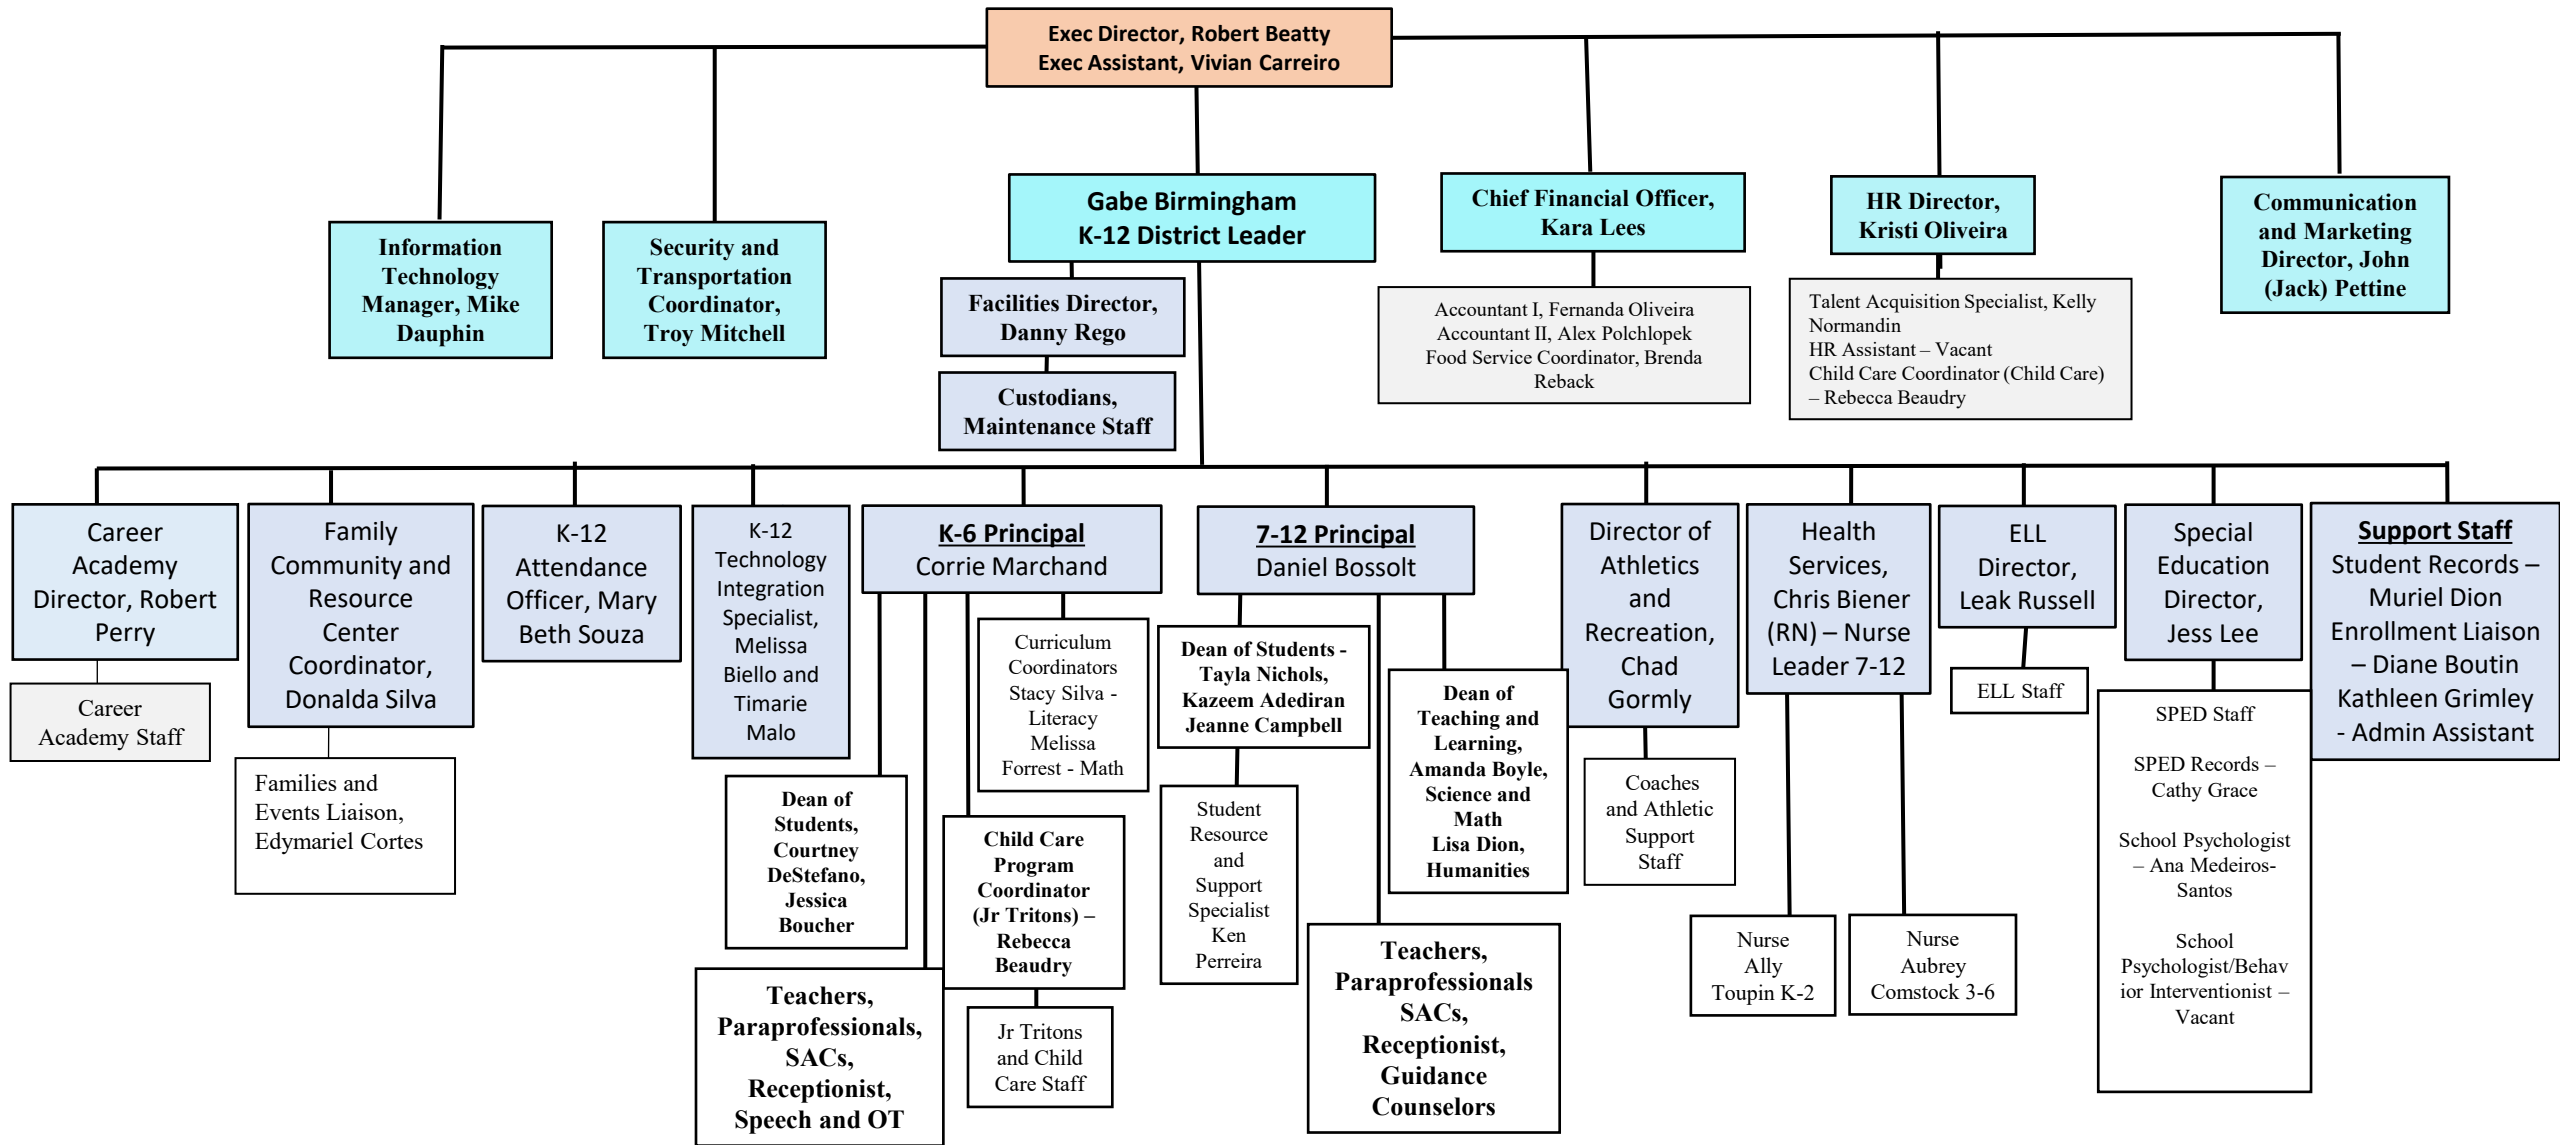 Exec Director, Robert Beatty
Exec Assistant, Vivian Carreiro
Information
Technology
Manager, Mike
Dauphin
Security and
Transportation
Coordinator,
Troy Mitchell
Gabe Birmingham
K-12 District Leader
Chief Financial Officer,
Kara Lees
HR Director,
Kristi Oliveira
Communication
and Marketing
Director, John
(Jack) Pettine
Facilities Director,
Danny Rego
Custodians,
Maintenance Staff
Accountant I, Fernanda Oliveira
Accountant II, Alex Polchlopek
Food Service Coordinator, Brenda
Reback
Talent Acquisition Specialist, Kelly
Normandin
HR Assistant – Vacant
Child Care Coordinator (Child Care)
– Rebecca Beaudry
Career
Academy
Director, Robert
Perry
Career
Academy Staff
Family
Community and
Resource
Center
Coordinator,
Donalda Silva
Families and
Events Liaison,
Edymariel Cortes
K-12
Attendance
Officer, Mary
Beth Souza
K-12
Technology
Integration
Specialist,
Melissa
Biello and
Timarie
Malo
K-6 Principal
Corrie Marchand
Curriculum
Coordinators
Stacy Silva -
Literacy
Melissa
Forrest - Math
Dean of
Students,
Courtney
DeStefano,
Jessica
Boucher
Child Care
Program
Coordinator
(Jr Tritons) –
Rebecca
Beaudry
Teachers,
Paraprofessionals,
SACs,
Receptionist,
Speech and OT
Jr Tritons
and Child
Care Staff
7-12 Principal
Daniel Bossolt
Dean of Students -
Tayla Nichols,
Kazeem Adediran
Jeanne Campbell
Student
Resource
and
Support
Specialist
Ken
Perreira
Dean of
Teaching and
Learning,
Amanda Boyle,
Science and
Math
Lisa Dion,
Humanities
Teachers,
Paraprofessionals
SACs,
Receptionist,
Guidance
Counselors
Director of
Athletics
and
Recreation,
Chad
Gormly
Coaches
and Athletic
Support
Staff
Health
Services,
Chris Biener
(RN) – Nurse
Leader 7-12
Nurse
Ally
Toupin K-2
Nurse
Aubrey
Comstock 3-6
ELL
Director,
Leak Russell
ELL Staff
Special
Education
Director,
Jess Lee
SPED Staff
SPED Records –
Cathy Grace
School Psychologist
– Ana Medeiros-
Santos
School
Psychologist/Behav
ior Interventionist –
Vacant
Support Staff
Student Records –
Muriel Dion
Enrollment Liaison
– Diane Boutin
Kathleen Grimley
- Admin Assistant